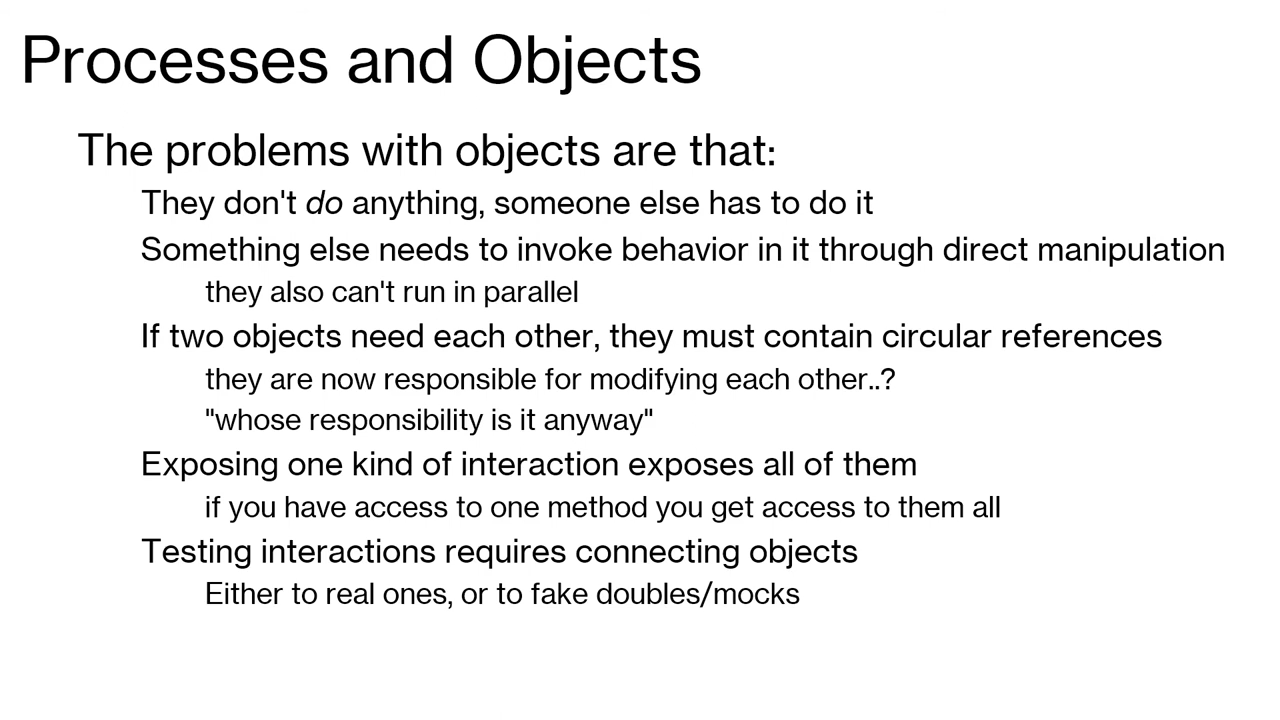 Processes and Objects
The problems with objects are that:
They don't do anything, someone else has to do it
Something else needs to invoke behavior in it through direct manipulation
they also can't run in parallel
If two objects need each other, they must contain circular references
they are now responsible for modifying each other..?
"whose responsibility is it anyway"
Exposing one kind of interaction exposes all of them
if you have access to one method you get access to them all
Testing interactions requires connecting objects
Either to real ones, or to fake doubles/mocks